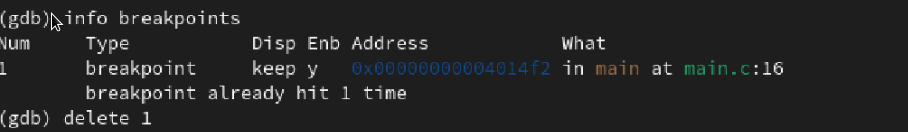 (gdb) info breakpoints
Num     Type           Disp Enb Address            What
1       breakpoint     keep y   0x00000000004014f2 in main at main.c:16
        breakpoint already hit 1 time
(gdb) delete 1